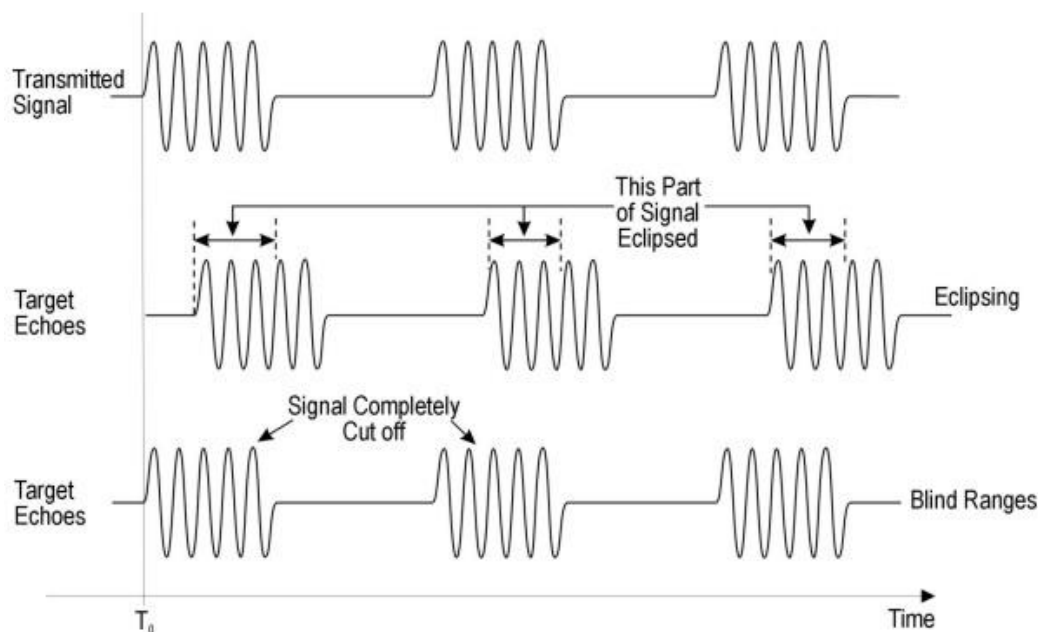 Transmitted
Signal
This Part
of Signal
Eclipsed
Target
Echoes
Eclipsing
Signal Completely
Cut off
Target
Echoes
Blind Ranges
T₀
Time